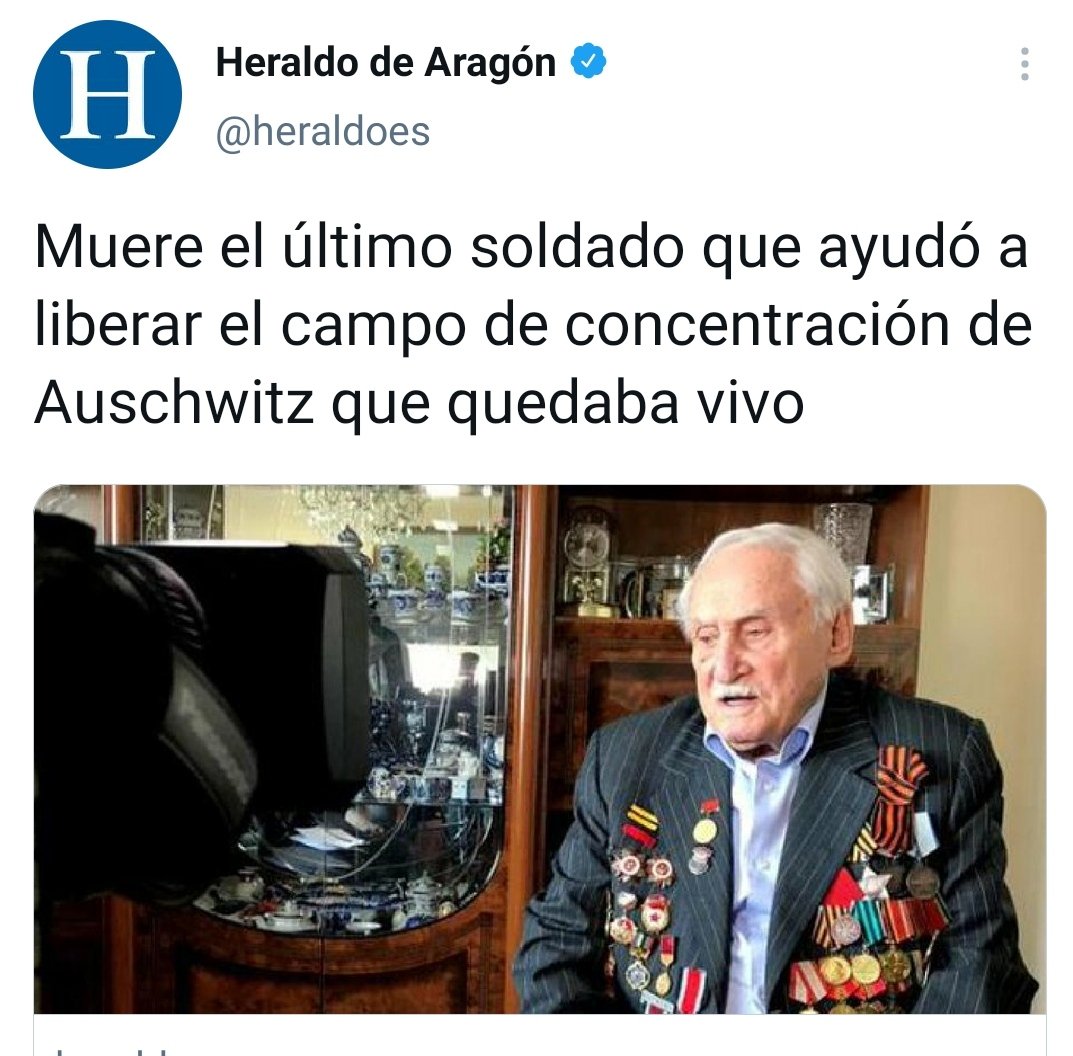 H
Heraldo de Aragón
@heraldoes
Muere el último soldado que ayudó a
liberar el campo de concentración de
Auschwitz que quedaba vivo